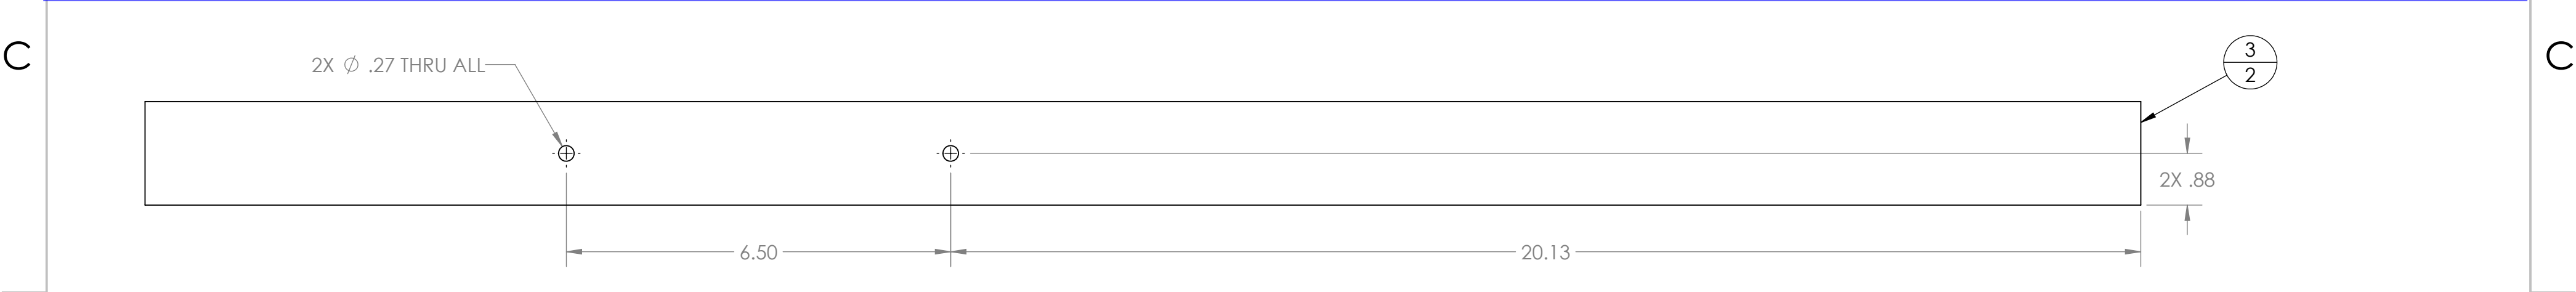 C
C
2X ∅ .27 THRU ALL
3
2
2X .88
6.50
20.13